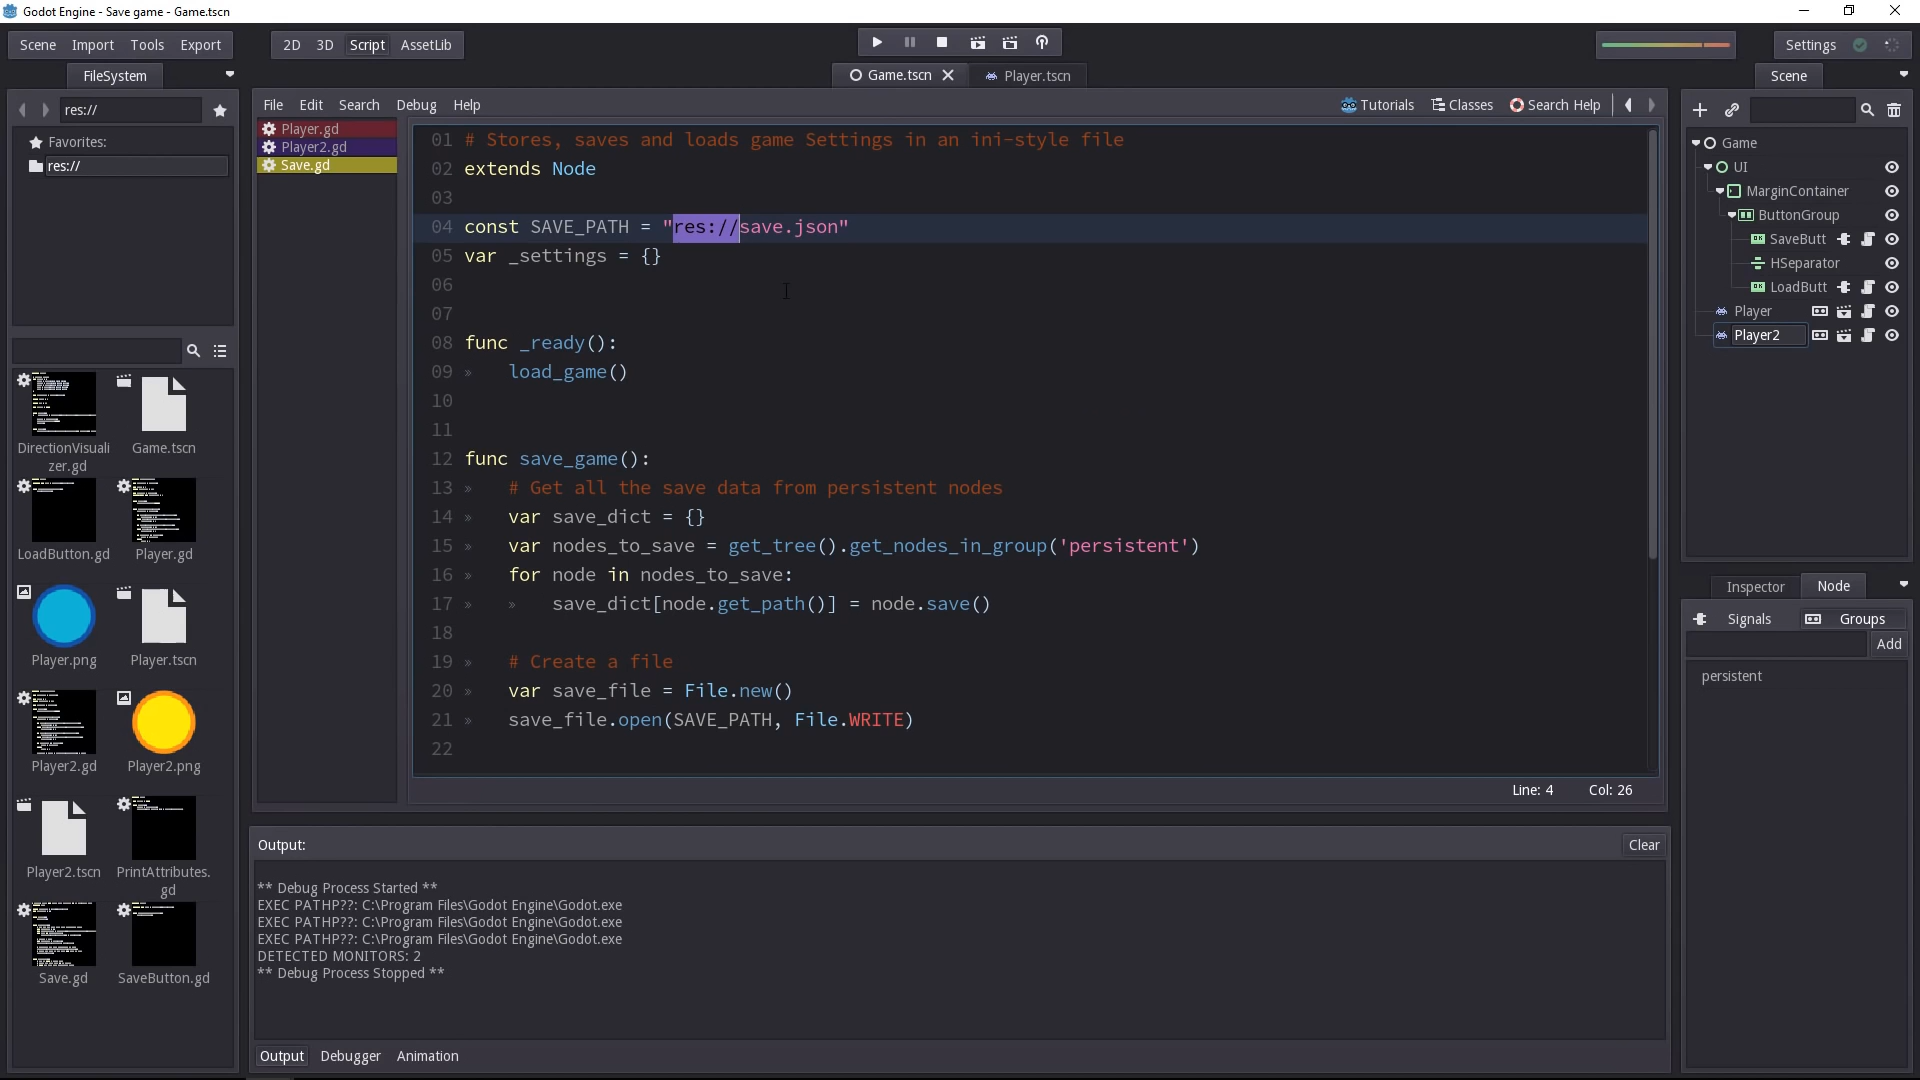 Godot Engine - Save game - Game.tscn
Scene Import Tools Export
2D 3D Script AssetLib
Settings
FileSystem
Game.tscn
Player.tscn
Scene
res://
File Edit Search Debug Help
Tutorials Classes Search Help
Favorites:
res://
Player.gd
Player2.gd
Save.gd
01 # Stores, saves and loads game Settings in an ini-style file
02 extends Node
03
04 const SAVE_PATH = "res://save.json"
05 var _settings = {}
06
07
08 func _ready():
09 » load_game()
10
11
12 func save_game():
13 » # Get all the save data from persistent nodes
14 » var save_dict = {}
15 » var nodes_to_save = get_tree().get_nodes_in_group('persistent')
16 » for node in nodes_to_save:
17 » » save_dict[node.get_path()] = node.save()
18
19 » # Create a file
20 » var save_file = File.new()
21 » save_file.open(SAVE_PATH, File.WRITE)
22
Line: 4 Col: 26
Game
UI
MarginContainer
ButtonGroup
SaveButt
HSeparator
LoadButt
Player
Player2
Inspector Node
Signals Groups
Add
persistent
DirectionVisuali
zer.gd
Game.tscn
LoadButton.gd
Player.gd
Player.png
Player.tscn
Player2.gd
Player2.png
Player2.tscn
PrintAttributes.
gd
Save.gd
SaveButton.gd
Output:
Clear
** Debug Process Started **
EXEC PATHP??: C:\Program Files\Godot Engine\Godot.exe
EXEC PATHP??: C:\Program Files\Godot Engine\Godot.exe
EXEC PATHP??: C:\Program Files\Godot Engine\Godot.exe
DETECTED MONITORS: 2
** Debug Process Stopped **
Output Debugger Animation